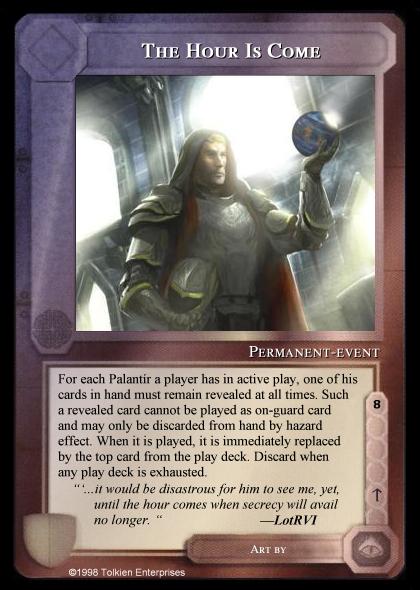 THE HOUR IS COME
PERMANENT-EVENT
For each Palantír a player has in active play, one of his
cards in hand must remain revealed at all times. Such
a revealed card cannot be played as on-guard card
and may only be discarded from hand by hazard
effect. When it is played, it is immediately replaced
by the top card from the play deck. Discard when
any play deck is exhausted.
8
"‘...it would be disastrous for him to see me, yet,
until the hour comes when secrecy will avail
no longer. “ —LotRVI
ART BY
©1998 Tolkien Enterprises